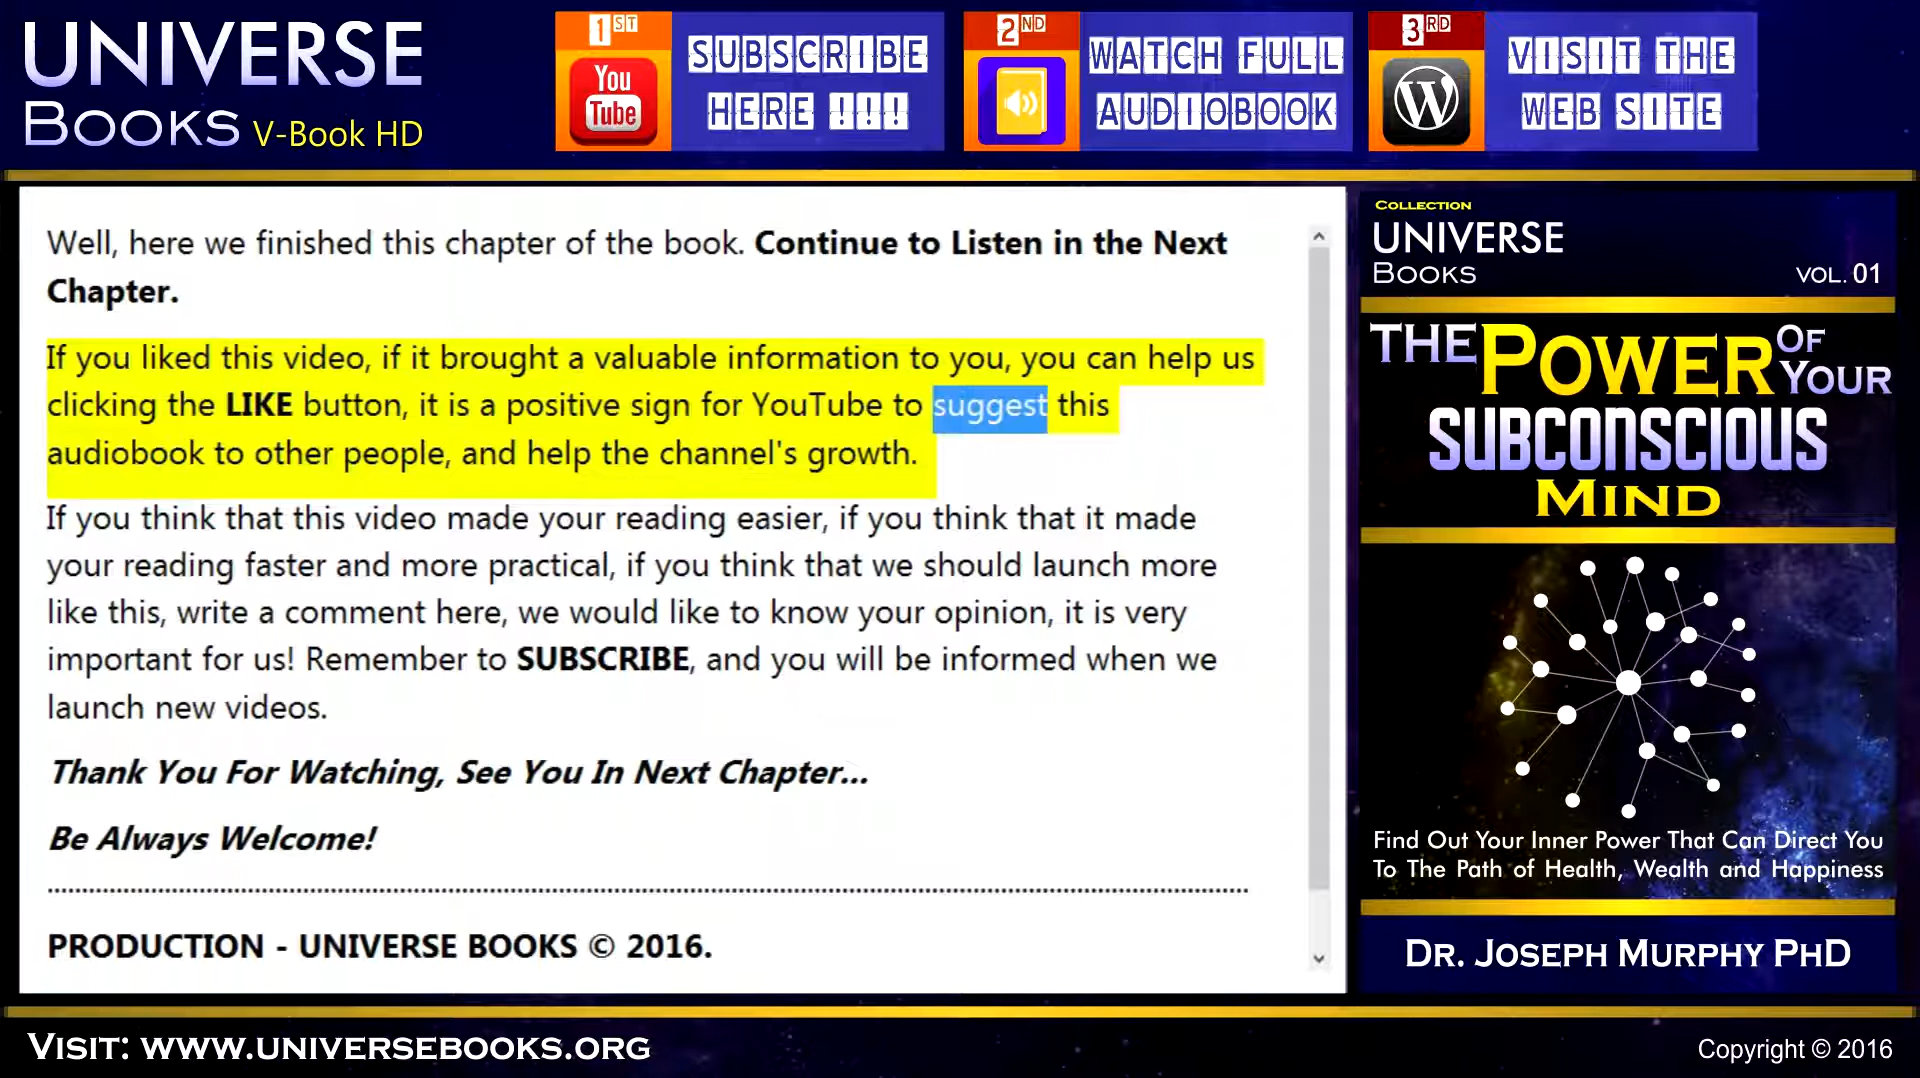 UNIVERSE
BOOKS V-Book HD
1ST
You
Tube
SUBSCRIBE
HERE !!!
2ND
WATCH FULL
AUDIOBOOK
3RD
VISIT THE
WEB SITE
Well, here we finished this chapter of the book. Continue to Listen in the Next
Chapter.
If you liked this video, if it brought a valuable information to you, you can help us
clicking the LIKE button, it is a positive sign for YouTube to suggest this
audiobook to other people, and help the channel's growth.
If you think that this video made your reading easier, if you think that it made
your reading faster and more practical, if you think that we should launch more
like this, write a comment here, we would like to know your opinion, it is very
important for us! Remember to SUBSCRIBE, and you will be informed when we
launch new videos.
Thank You For Watching, See You In Next Chapter...
Be Always Welcome!
PRODUCTION - UNIVERSE BOOKS © 2016.
COLLECTION
UNIVERSE
BOOKS VOL. 01
THE POWER OF
YOUR
SUBCONSCIOUS
MIND
Find Out Your Inner Power That Can Direct You
To The Path of Health, Wealth and Happiness
DR. JOSEPH MURPHY PHD
VISIT: WWW.UNIVERSEBOOKS.ORG
Copyright © 2016